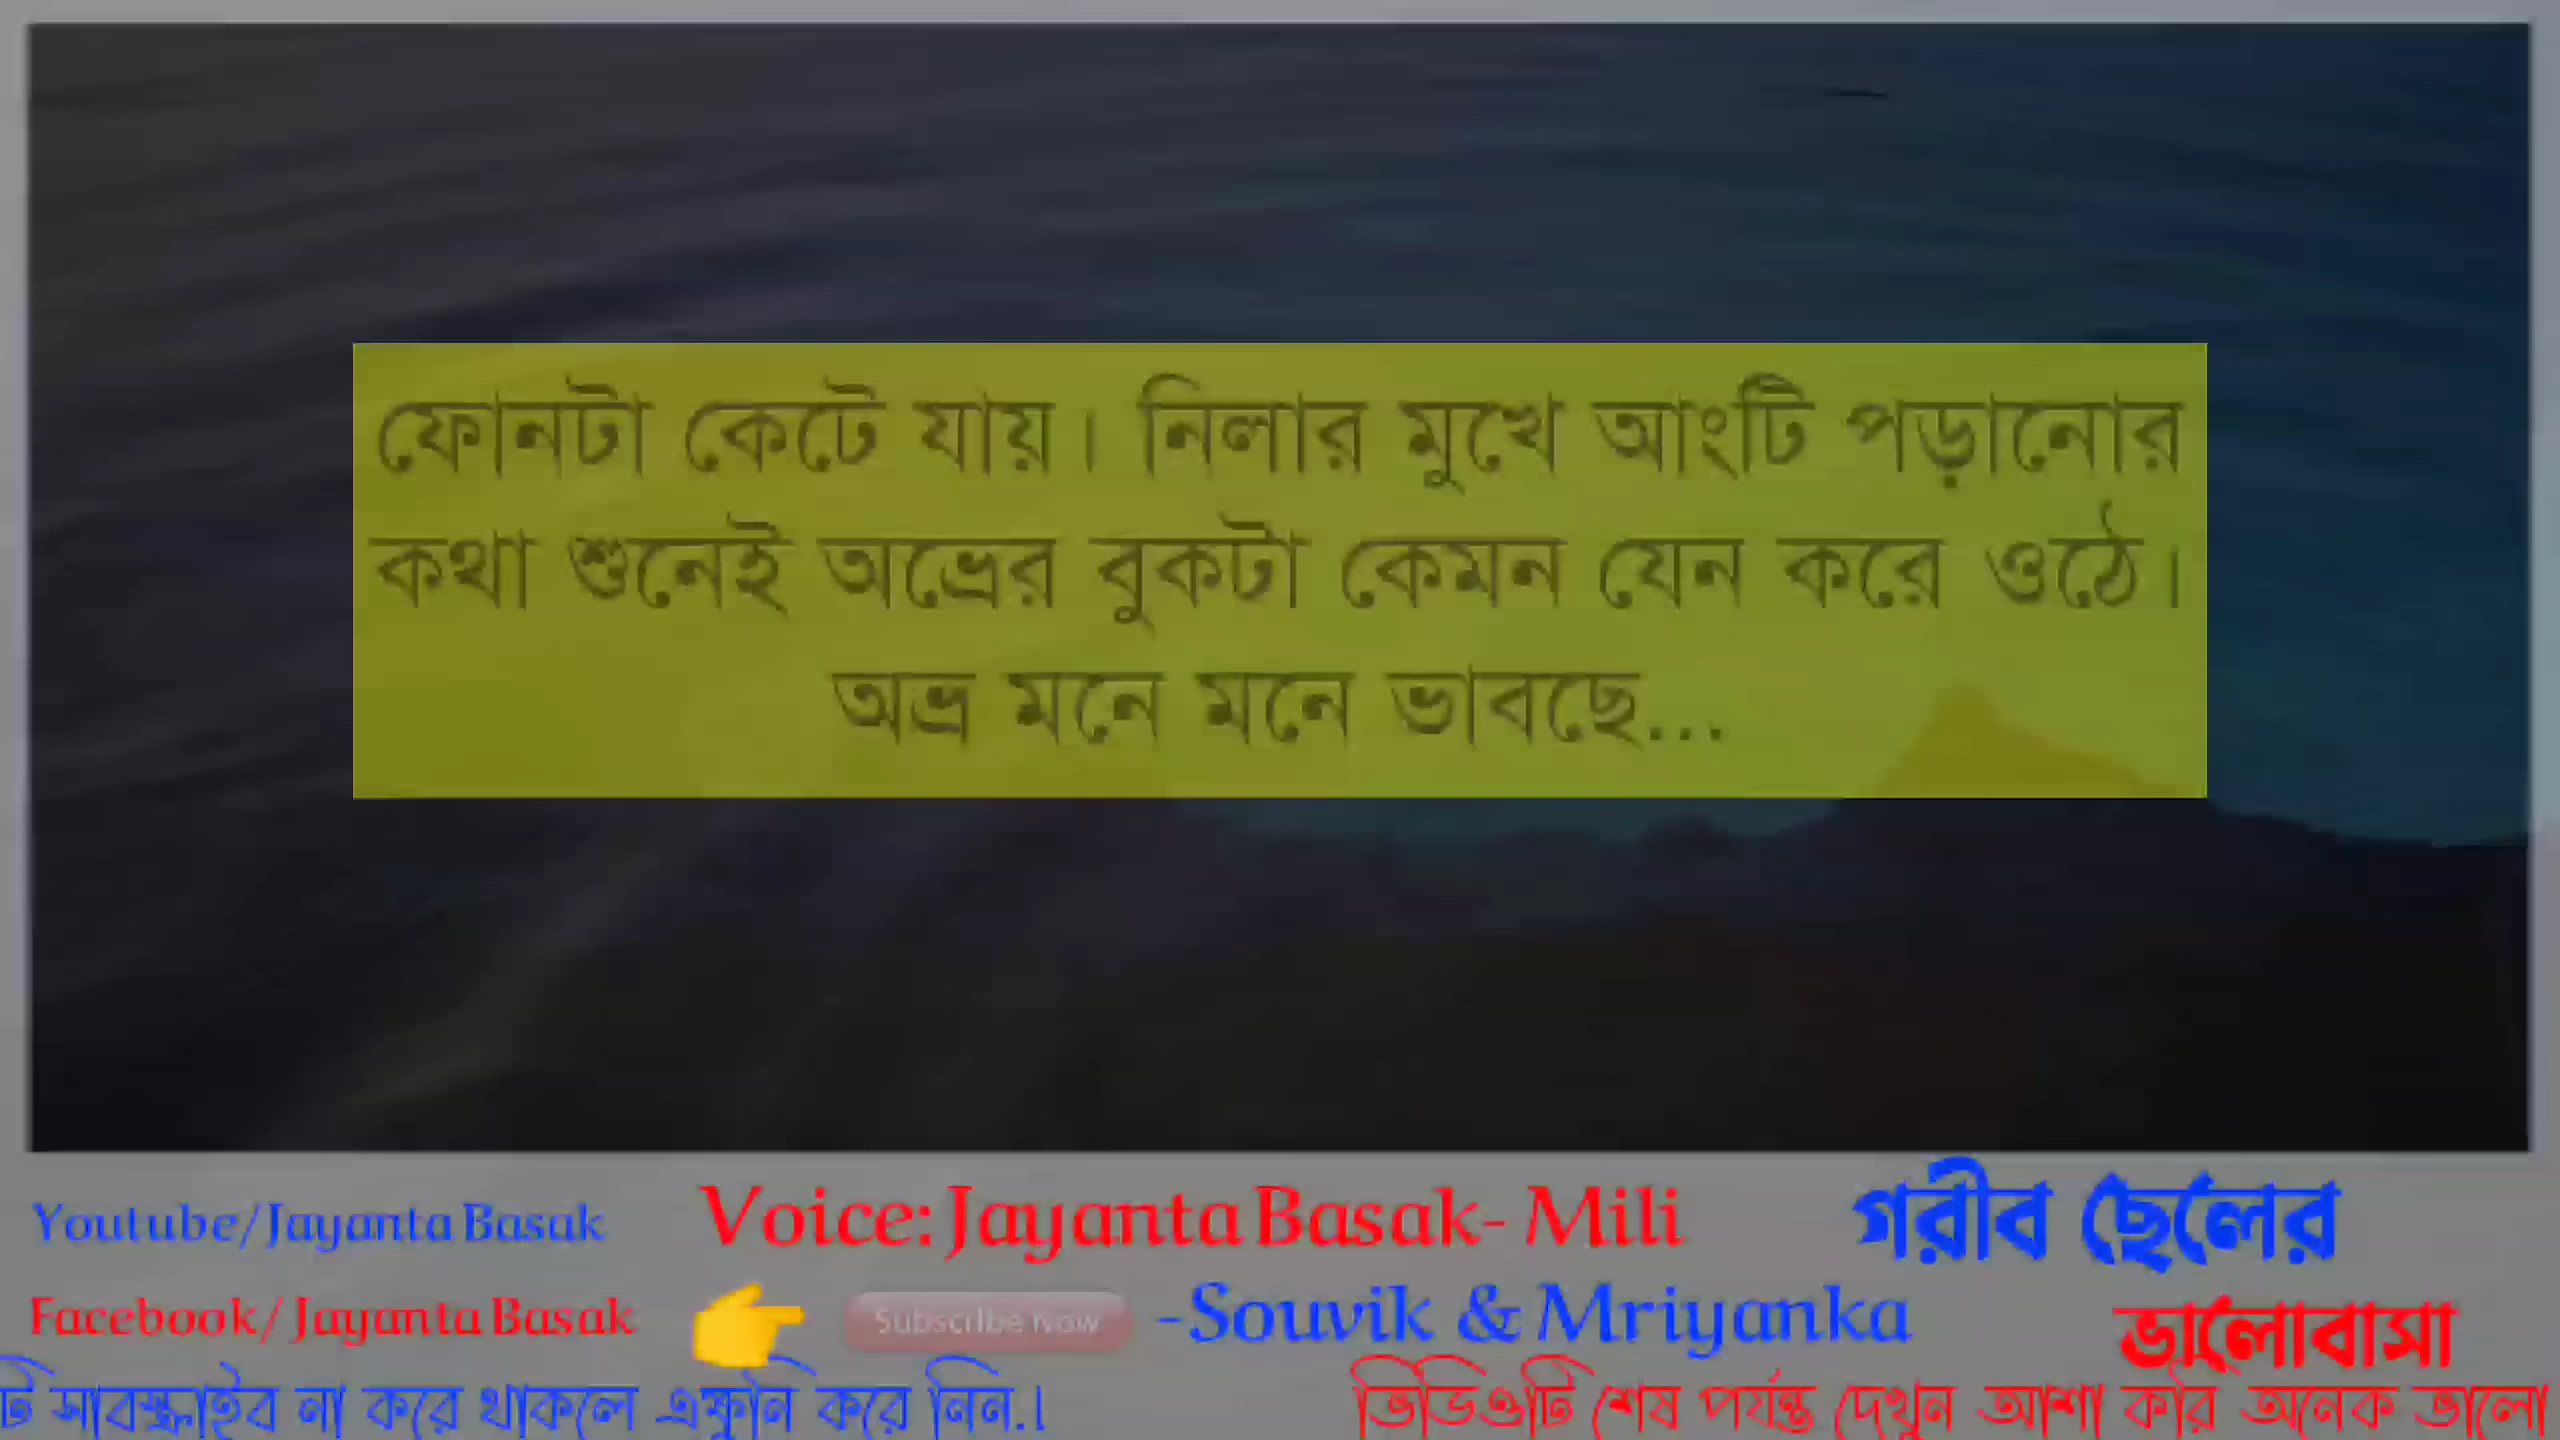 ফোনটা কেটে যায়। নিলার মুখে আংটি পড়ানোর
কথা শুনেই অভ্রের বুকটা কেমন যেন করে ওঠে।
অভ্র মনে মনে ভাবছে...
Youtube/Jayanta Basak
Voice: Jayanta Basak- Mili
গরীব ছেলের
Facebook/ Jayanta Basak
Subscribe Now
-Souvik & Mriyanka
ভালোবাসা
টি সাবস্ক্রাইব না করে থাকলে এক্ষুনি করে নিন.।
ভিভিওটি শেষ পর্যন্ত দেখুন আশা করি অনেক ভালো